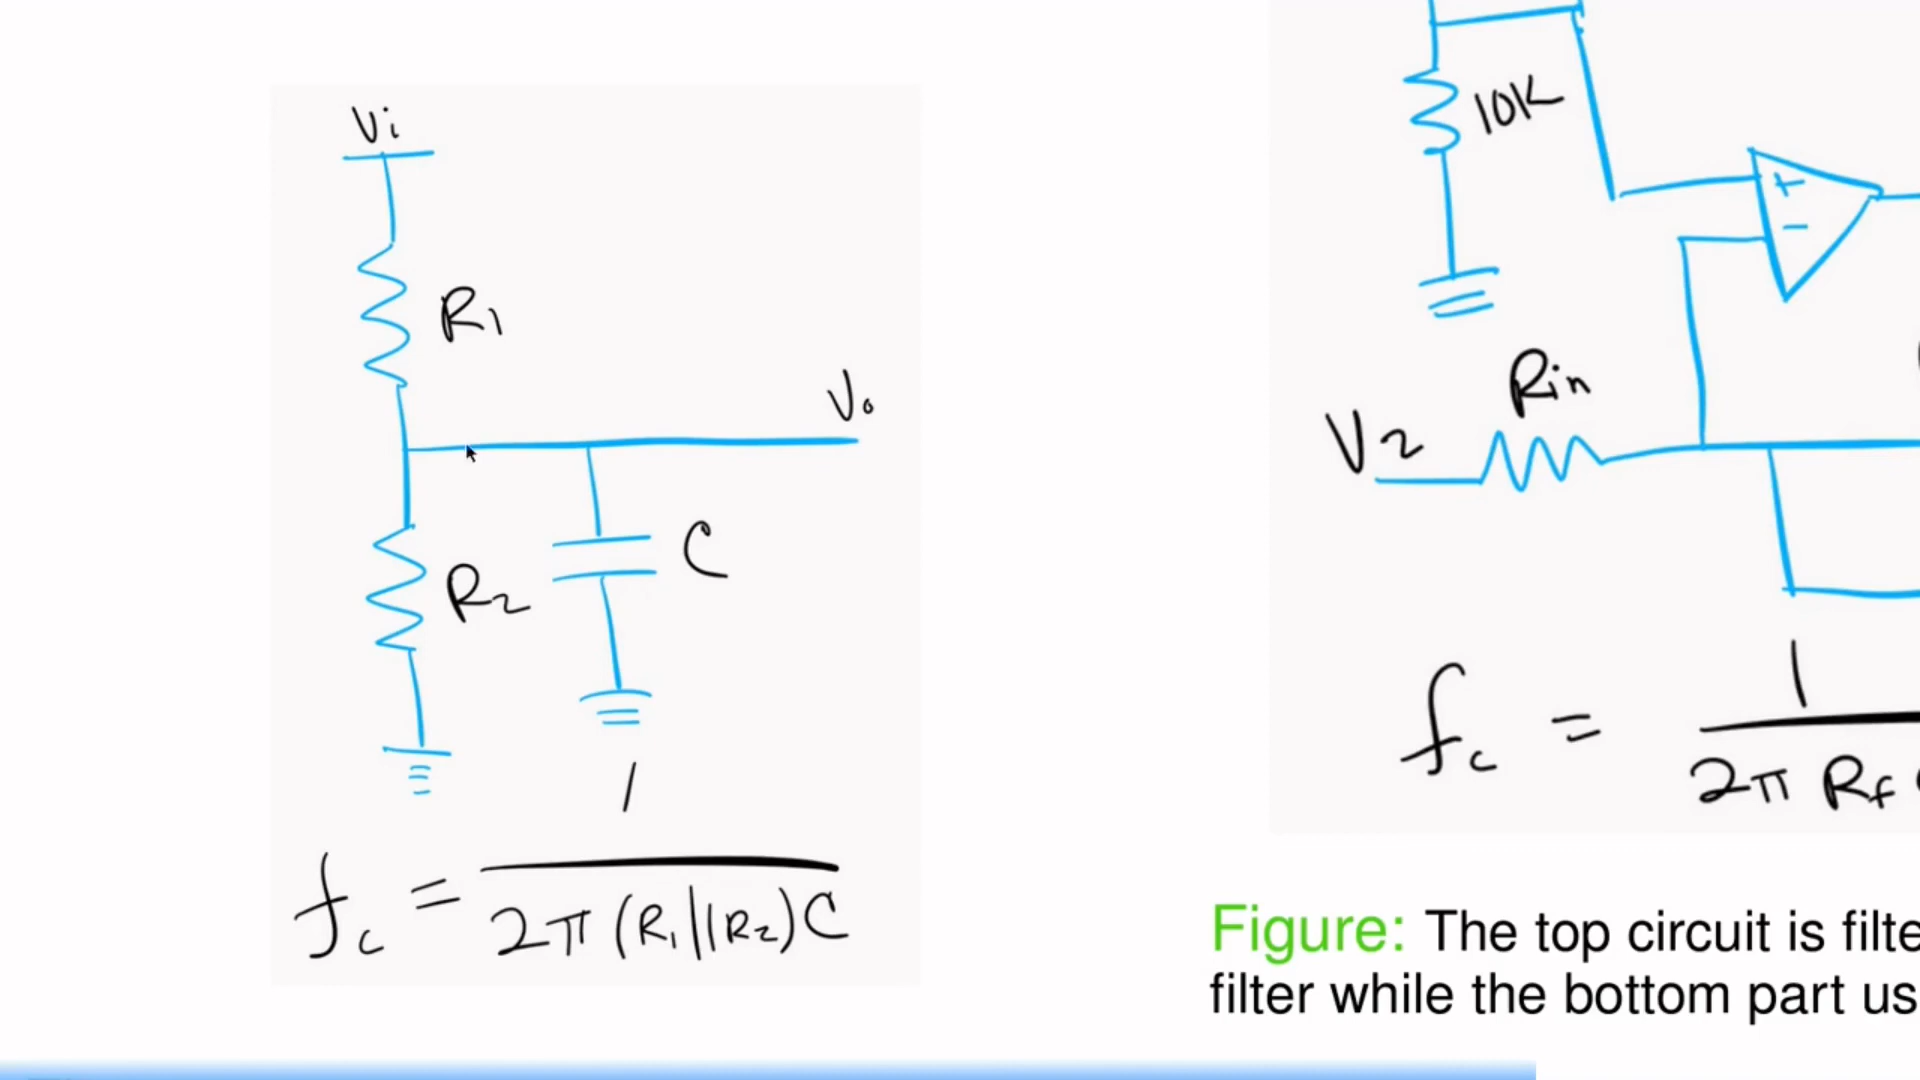 Vi
R1
Vo
R2
C
fc = 1
2π (R1||R2)C
10K
+
-
Rin
V2
fc = 1
2π Rf
Figure: The top circuit is filte
filter while the bottom part us